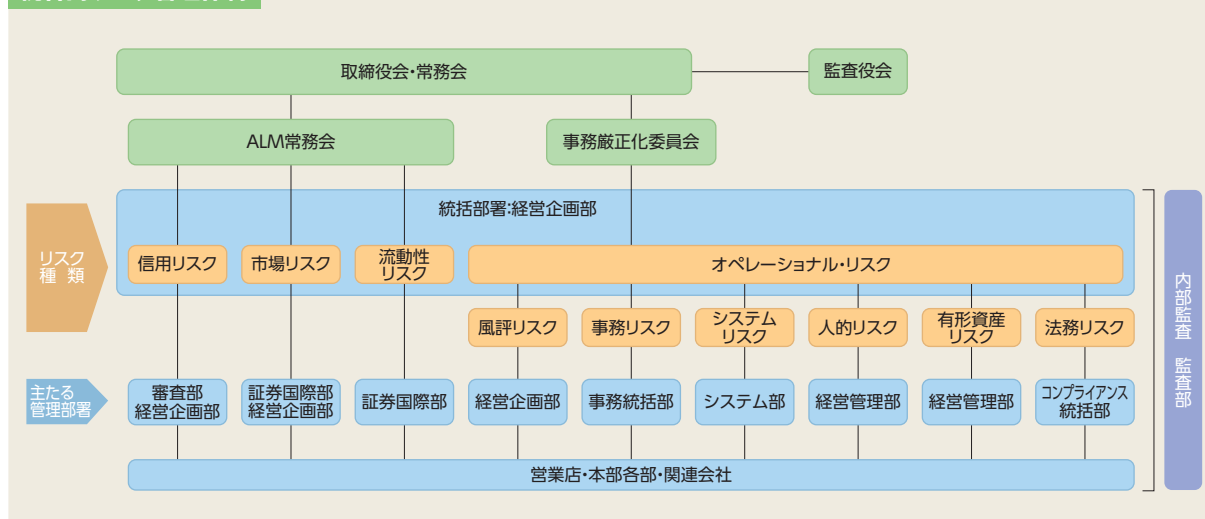 取締役会・常務会
監査役会
ALM常務会
事務厳正化委員会
統括部署:経営企画部
リスク
種 類
信用リスク
市場リスク
流動性
リスク
オペレーショナル・リスク
風評リスク
事務リスク
システム
リスク
人的リスク
有形資産
リスク
法務リスク
主たる
管理部署
審査部
経営企画部
証券国際部
経営企画部
証券国際部
経営企画部
事務統括部
システム部
経営管理部
経営管理部
コンプライアンス
統括部
営業店・本部各部・関連会社
内部監査 監査部